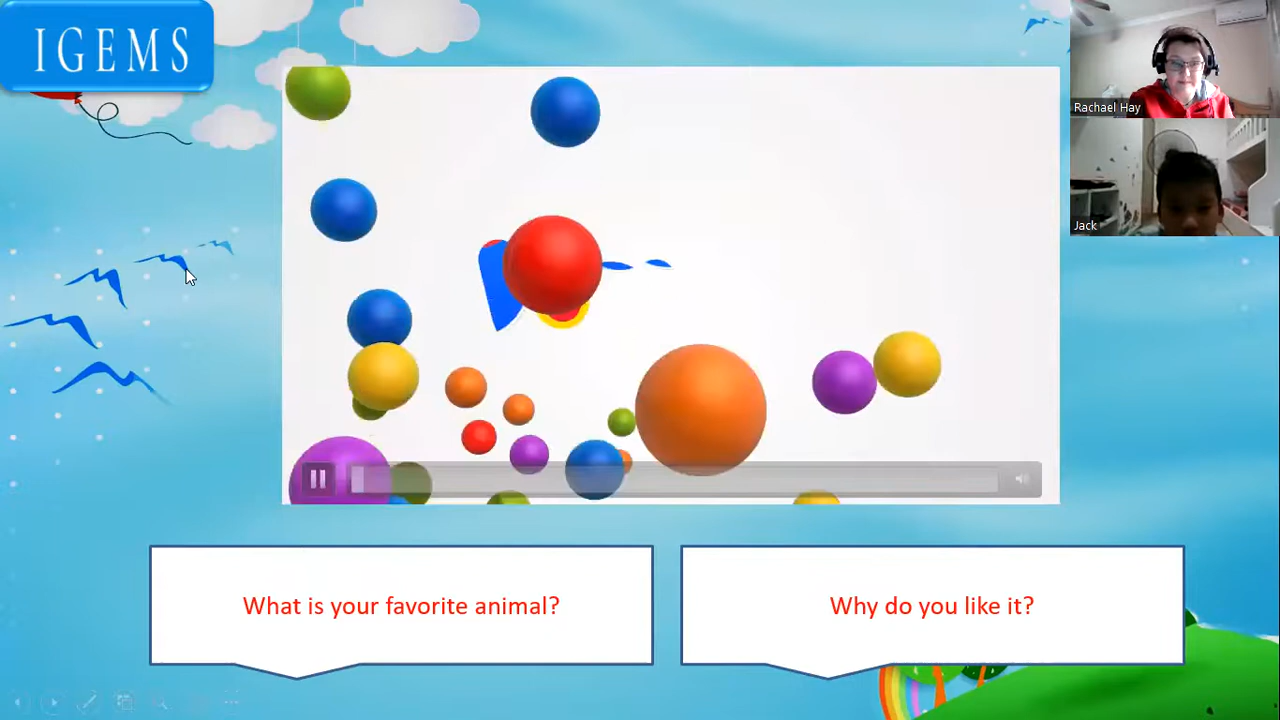 IGEMS
Rachael Hay
Jack
What is your favorite animal?
Why do you like it?